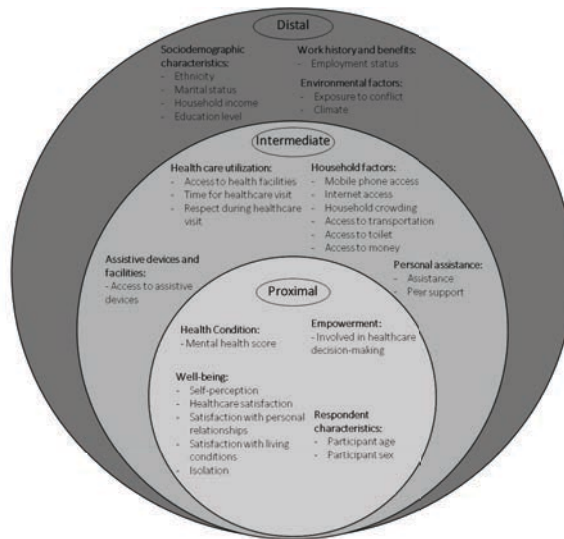 Distal
Sociodemographic
characteristics:
- Ethnicity
- Marital status
- Household income
- Education level
Work history and benefits:
- Employment status
Environmental factors:
- Exposure to conflict
- Climate
Intermediate
Health care utilization:
- Access to health facilities
- Time for healthcare visit
- Respect during healthcare
visit
Household factors:
- Mobile phone access
- Internet access
- Household crowding
- Access to transportation
- Access to toilet
- Access to money
Assistive devices and
facilities:
- Access to assistive
devices
Personal assistance:
- Assistance
- Peer support
Proximal
Health Condition:
- Mental health score
Empowerment:
- Involved in healthcare
decision-making
Well-being:
- Self-perception
- Healthcare satisfaction
- Satisfaction with personal
relationships
- Satisfaction with living
conditions
- Isolation
Respondent
characteristics:
- Participant age
- Participant sex